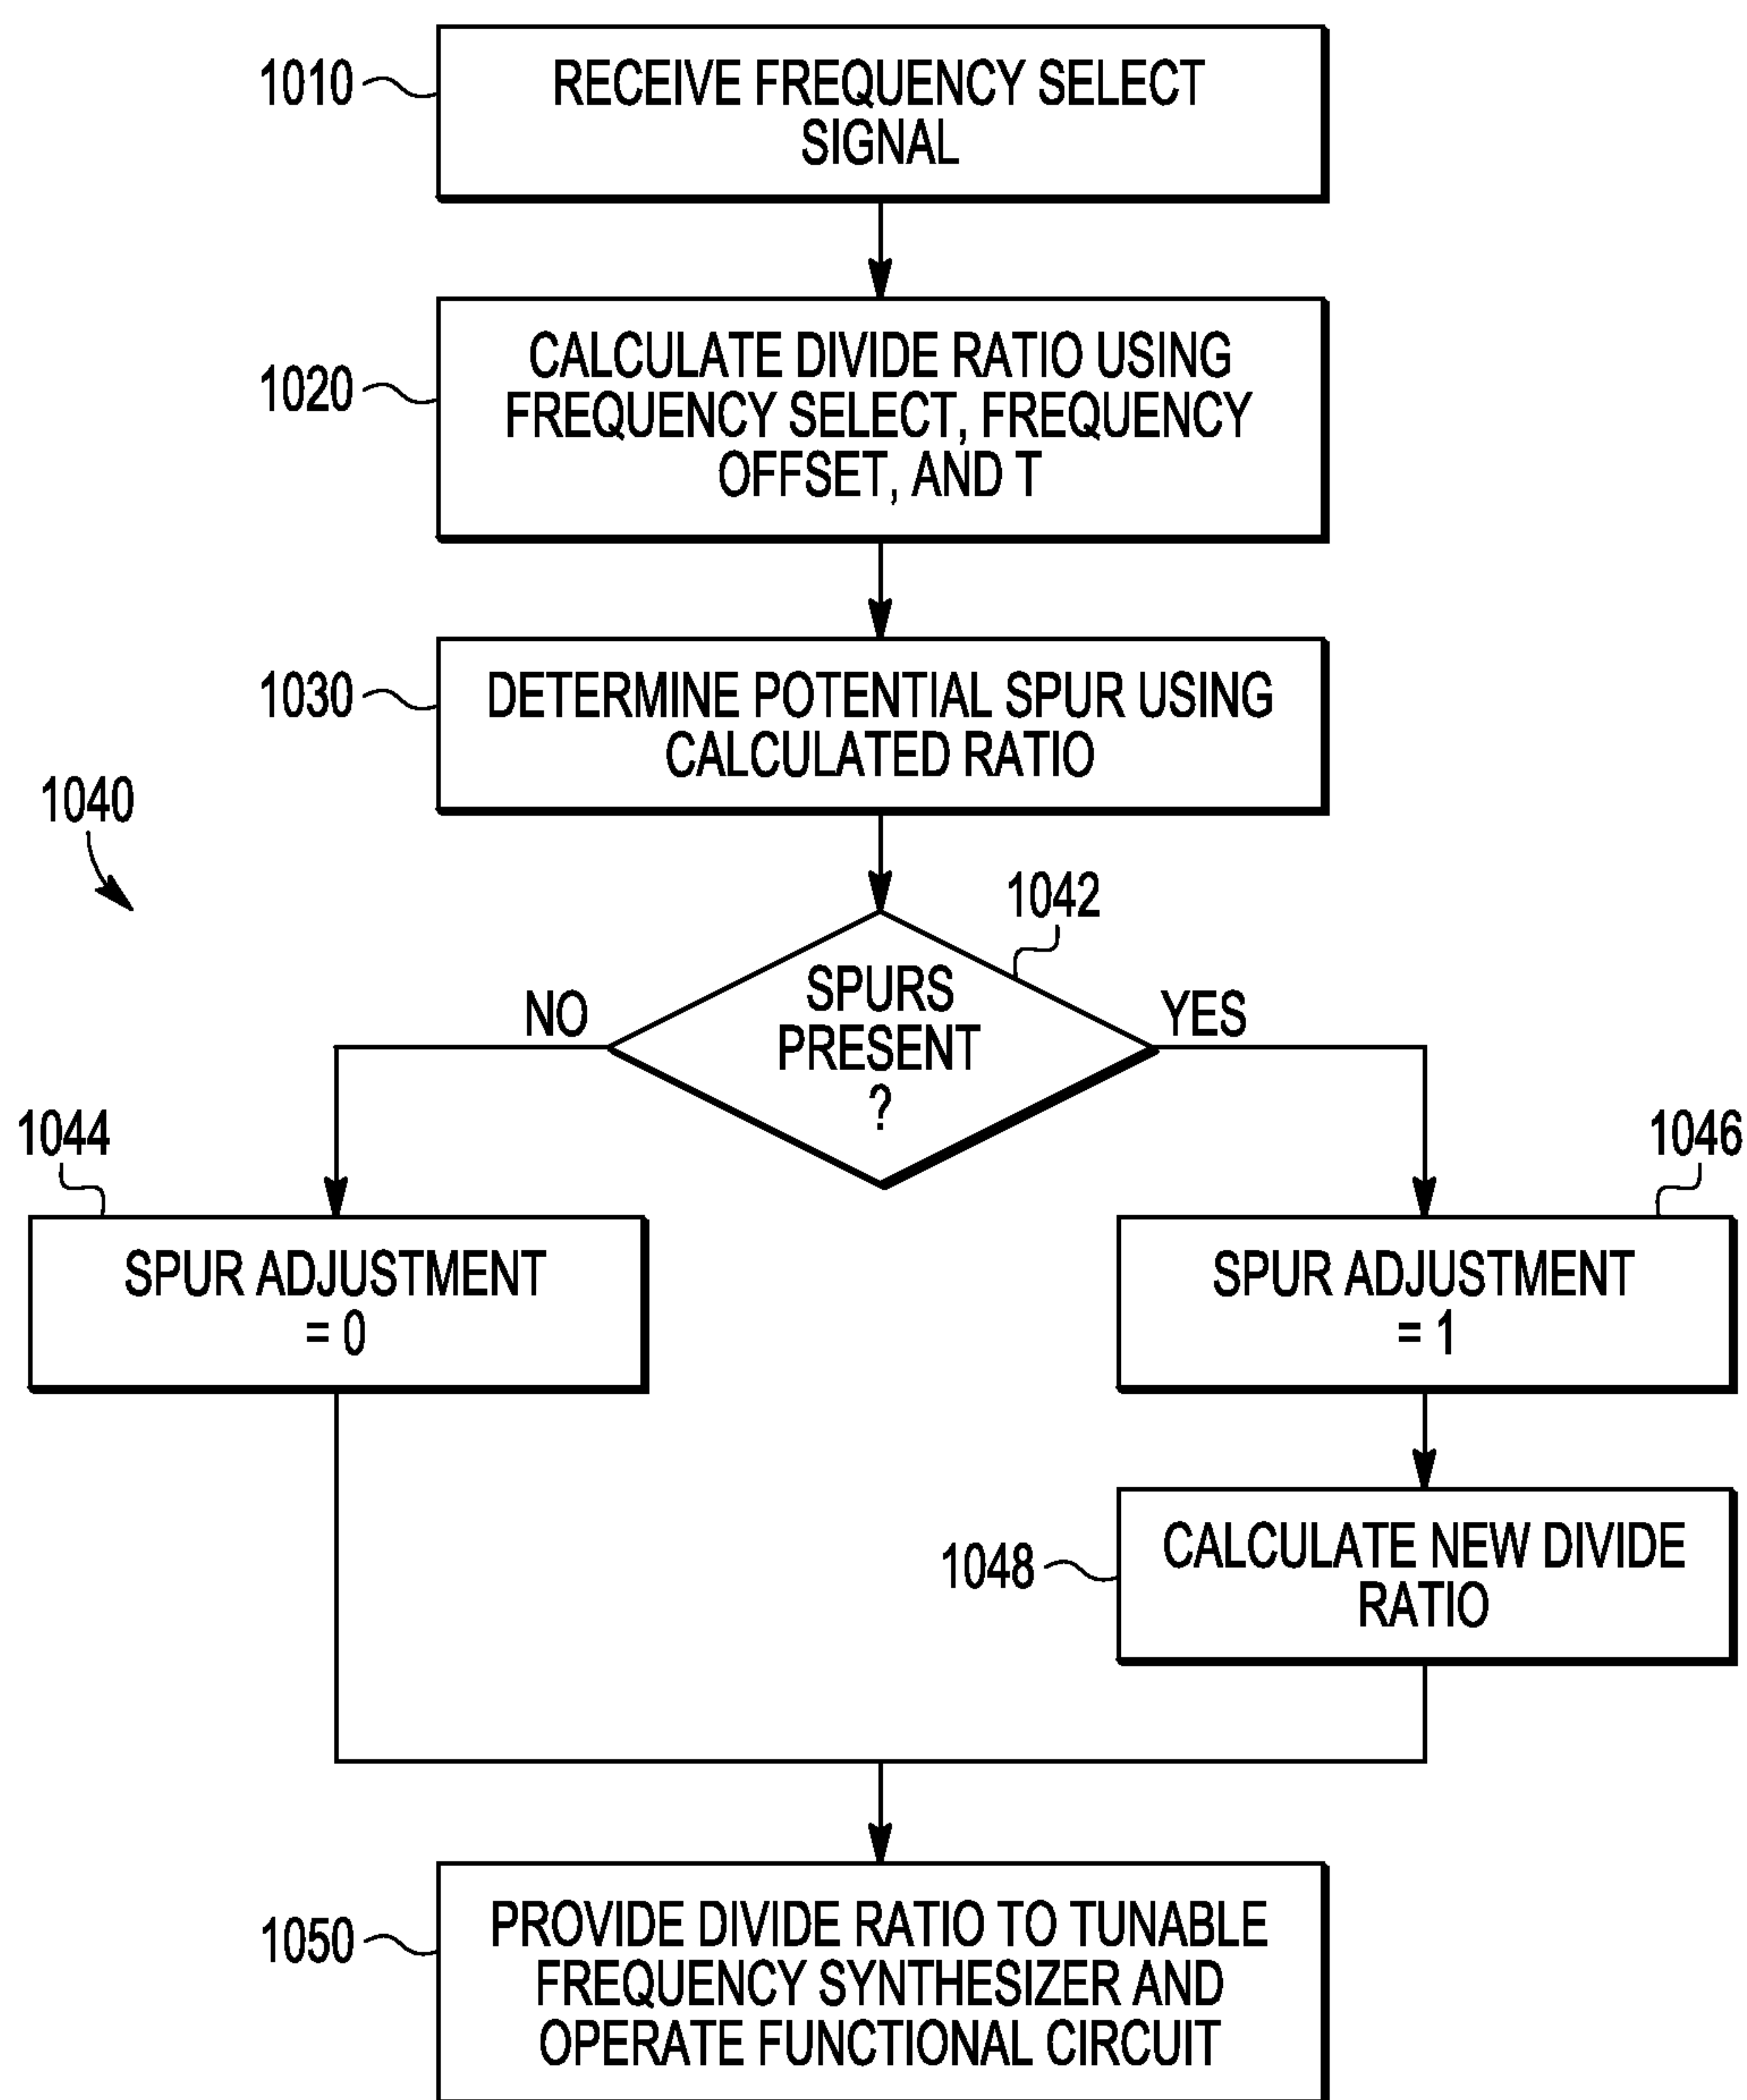 1010
RECEIVE FREQUENCY SELECT
SIGNAL
1020
CALCULATE DIVIDE RATIO USING
FREQUENCY SELECT, FREQUENCY
OFFSET, AND T
1030
DETERMINE POTENTIAL SPUR USING
CALCULATED RATIO
1040
1042
SPURS
PRESENT
?
NO
YES
1044
SPUR ADJUSTMENT
= 0
1046
SPUR ADJUSTMENT
= 1
1048
CALCULATE NEW DIVIDE
RATIO
1050
PROVIDE DIVIDE RATIO TO TUNABLE
FREQUENCY SYNTHESIZER AND
OPERATE FUNCTIONAL CIRCUIT